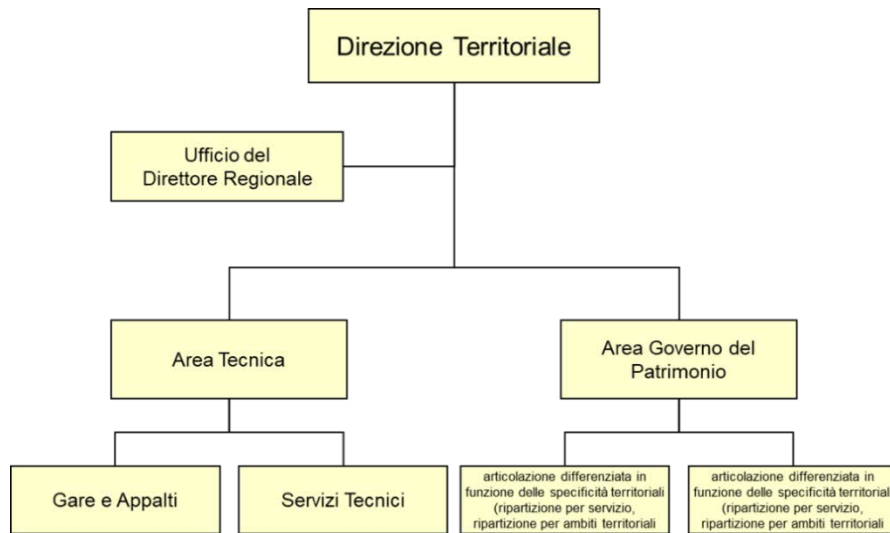 Direzione Territoriale
Ufficio del
Direttore Regionale
Area Tecnica
Area Governo del
Patrimonio
Gare e Appalti
Servizi Tecnici
articolazione differenziata in
funzione delle specificità territoriali
(ripartizione per servizio,
ripartizione per ambiti territoriali
articolazione differenziata in
funzione delle specificità territoriali
(ripartizione per servizio,
ripartizione per ambiti territoriali